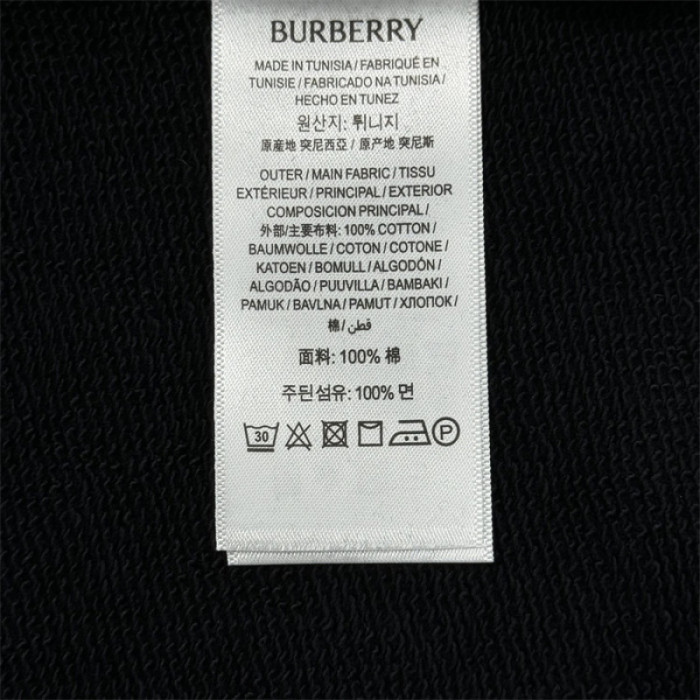 BURBERRY
MADE IN TUNISIA / FABRIQUÉ EN
TUNISIE / FABRICADO NA TUNISIA /
HECHO EN TUNEZ
원산지: 튀니지
原産地 突尼西亞 / 原产地 突尼斯
OUTER / MAIN FABRIC / TISSU
EXTÉRIEUR / PRINCIPAL / EXTERIOR
COMPOSICION PRINCIPAL /
外部/主要布料: 100% COTTON /
BAUMWOLLE / COTON / COTONE /
KATOEN / BOMULL / ALGODÓN /
ALGODÃO / PUUVILLA / BAMBAKI /
PAMUK / BAVLNA / PAMUT / ХЛОПОК /
棉 / قطن
面料: 100% 棉
주된섬유: 100% 면
30 P